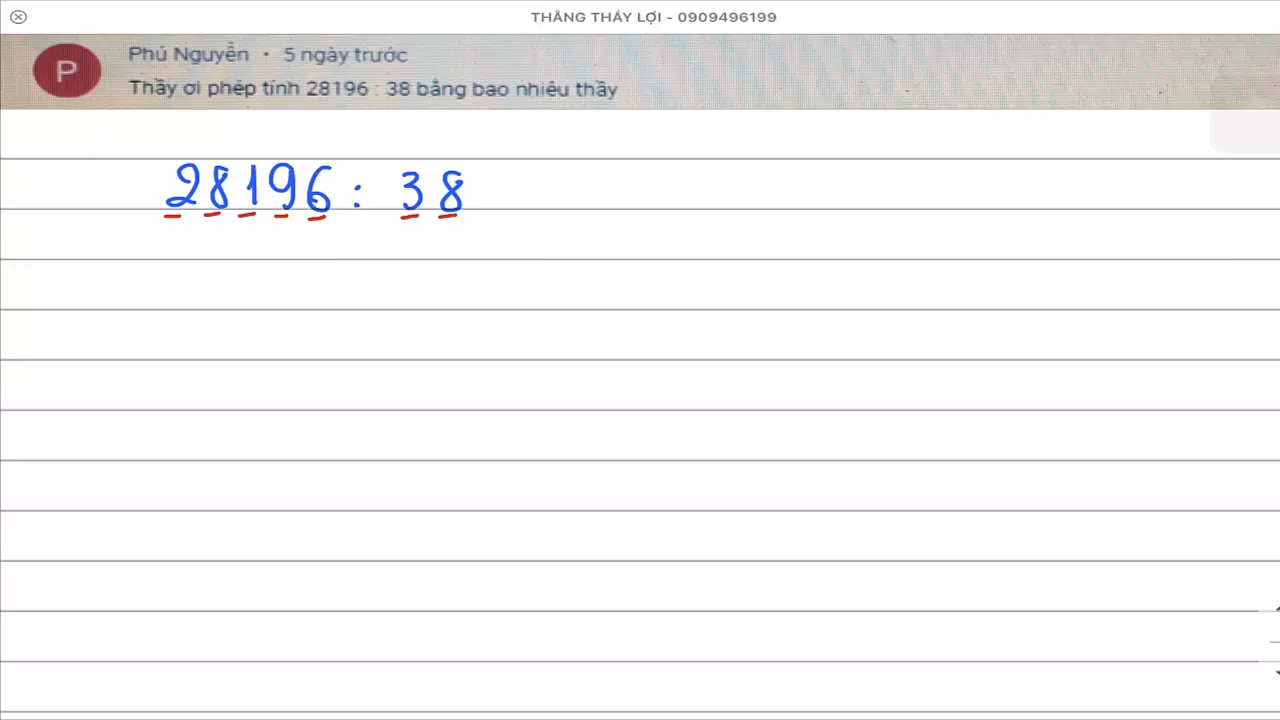 THẦNG THẦY LỢI - 0909496199
P
Phú Nguyễn · 5 ngày trước
Thầy ơi phép tính 28196 : 38 bằng bao nhiêu thầy
28196 : 38